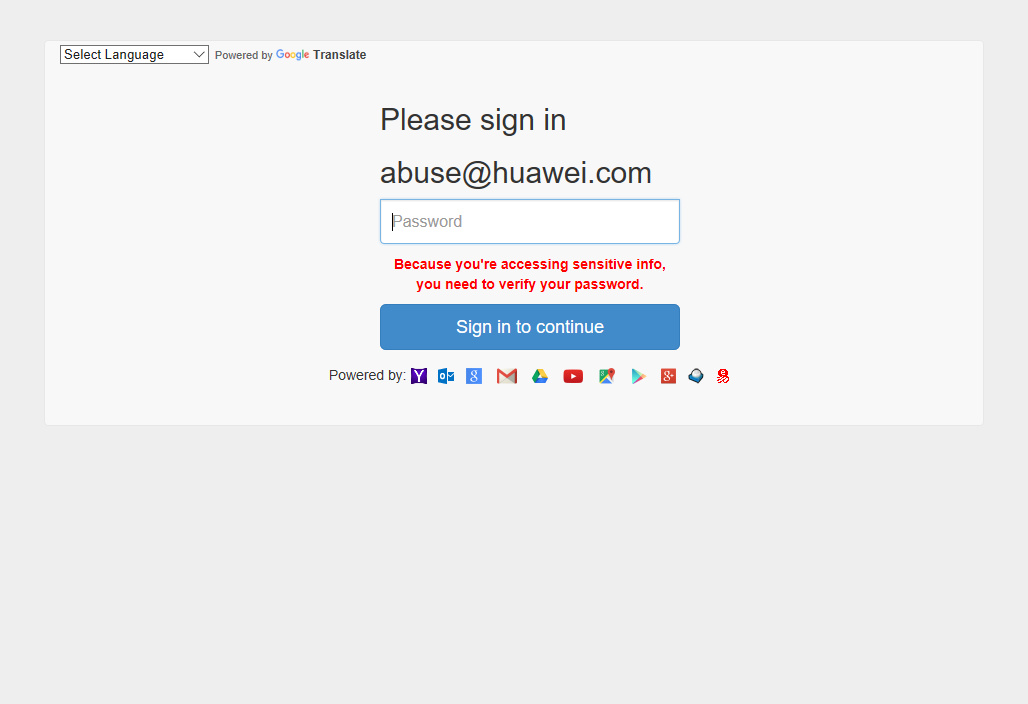 Select Language Powered by Google Translate
Please sign in
abuse@huawei.com
Password
Because you're accessing sensitive info,
you need to verify your password.
Sign in to continue
Powered by: